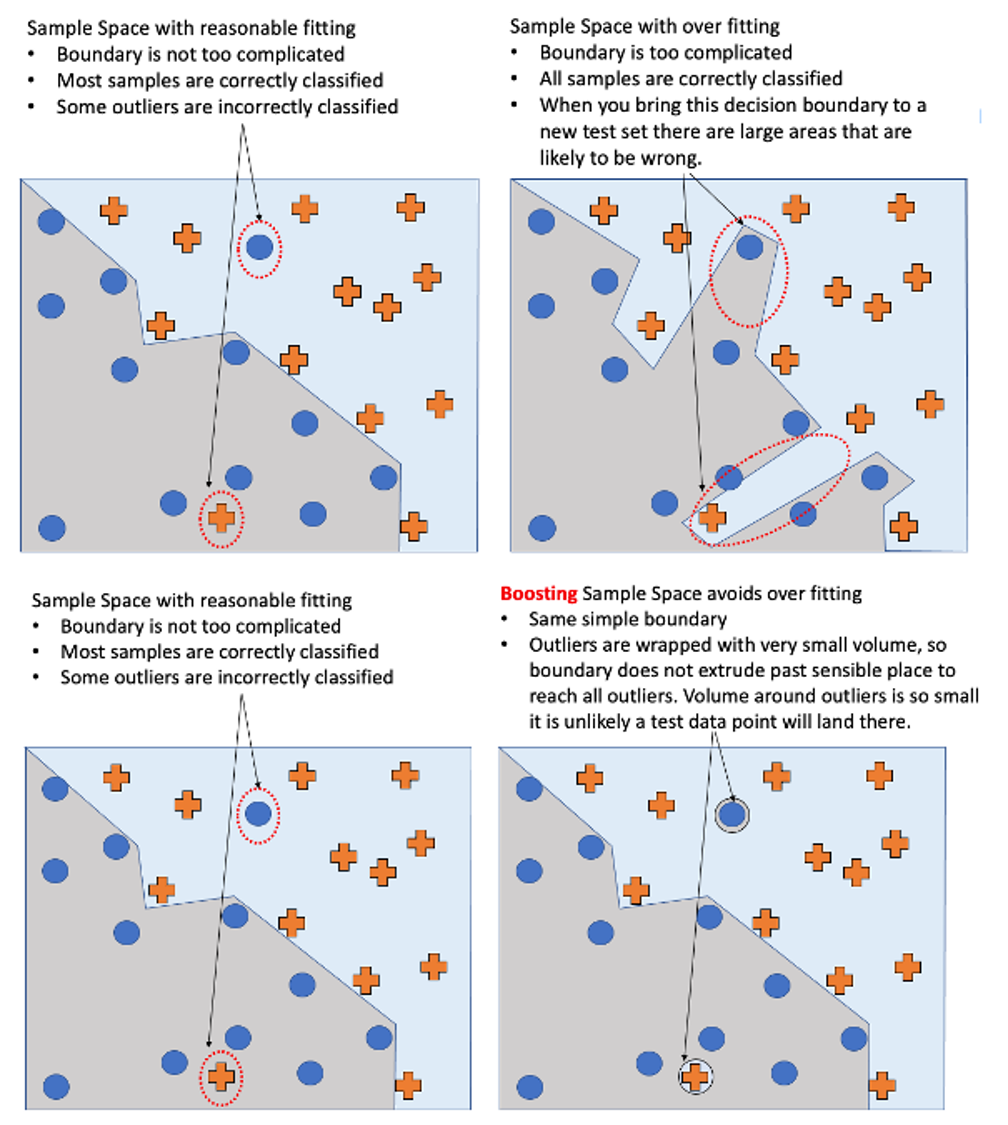 Sample Space with reasonable fitting
• Boundary is not too complicated
• Most samples are correctly classified
• Some outliers are incorrectly classified
Sample Space with over fitting
• Boundary is too complicated
• All samples are correctly classified
• When you bring this decision boundary to a
new test set there are large areas that are
likely to be wrong.
Sample Space with reasonable fitting
• Boundary is not too complicated
• Most samples are correctly classified
• Some outliers are incorrectly classified
Boosting Sample Space avoids over fitting
• Same simple boundary
• Outliers are wrapped with very small volume, so
boundary does not extrude past sensible place to
reach all outliers. Volume around outliers is so small
it is unlikely a test data point will land there.